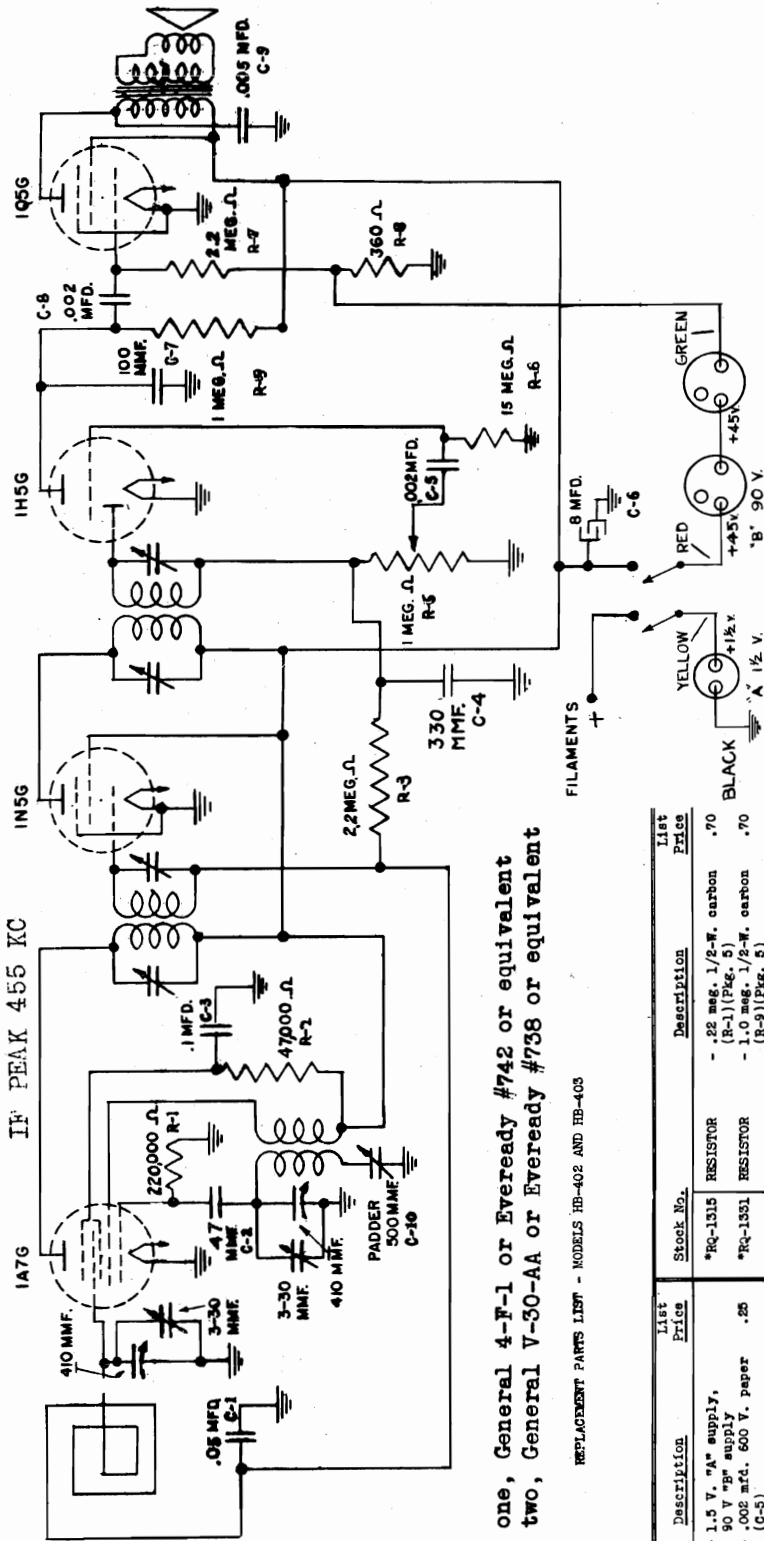 IF PEAK 455 KC
1A7G
1N5G
1H5G
1Q5G
410 MMF.
3-30
MMF.
.05 MFD
C-1
220,000 Ω
R-1
47
MMF.
C-2
3-30
MMF.
410 MMF.
PADDER
500 MMF.
C-10
.1 MFD.
C-3
47,000 Ω
R-2
2.2 MEG. Ω
R-3
330
MMF.
C-4
1 MEG. Ω
R-5
.002 MFD.
C-5
15 MEG. Ω
R-6
100
MMF.
C-7
1 MEG. Ω
R-9
C-8
.002
MFD.
2.2
MEG. Ω
R-7
360 Ω
R-8
.005 MFD.
C-9
8 MFD.
C-6
FILAMENTS
+
YELLOW
RED
GREEN
BLACK
+1½ V.
+45 V.
+45 V.
"A" 1½ V.
"B" 90 V.
one, General 4-F-1 or Eveready #742 or equivalent
two, General V-30-AA or Eveready #738 or equivalent
REPLACEMENT PARTS LIST - MODELS HB-402 AND HB-403
Description List Price Stock No. Description List Price
1.5 V. "A" supply,
90 V "B" supply
.002 mfd. 600 V. paper .25
(C-5)
*RQ-1315 RESISTOR - .22 meg. 1/2-W. carbon .70
(R-1)(Pkg. 5)
*RQ-1331 RESISTOR - 1.0 meg. 1/2-W. carbon .70
(R-9)(Pkg. 5)